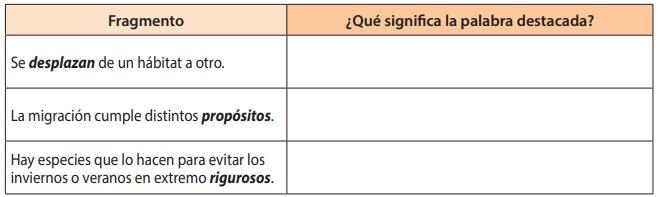 Fragmento
¿Qué significa la palabra destacada?
Se desplazan de un hábitat a otro.
La migración cumple distintos propósitos.
Hay especies que lo hacen para evitar los
inviernos o veranos en extremo rigurosos.